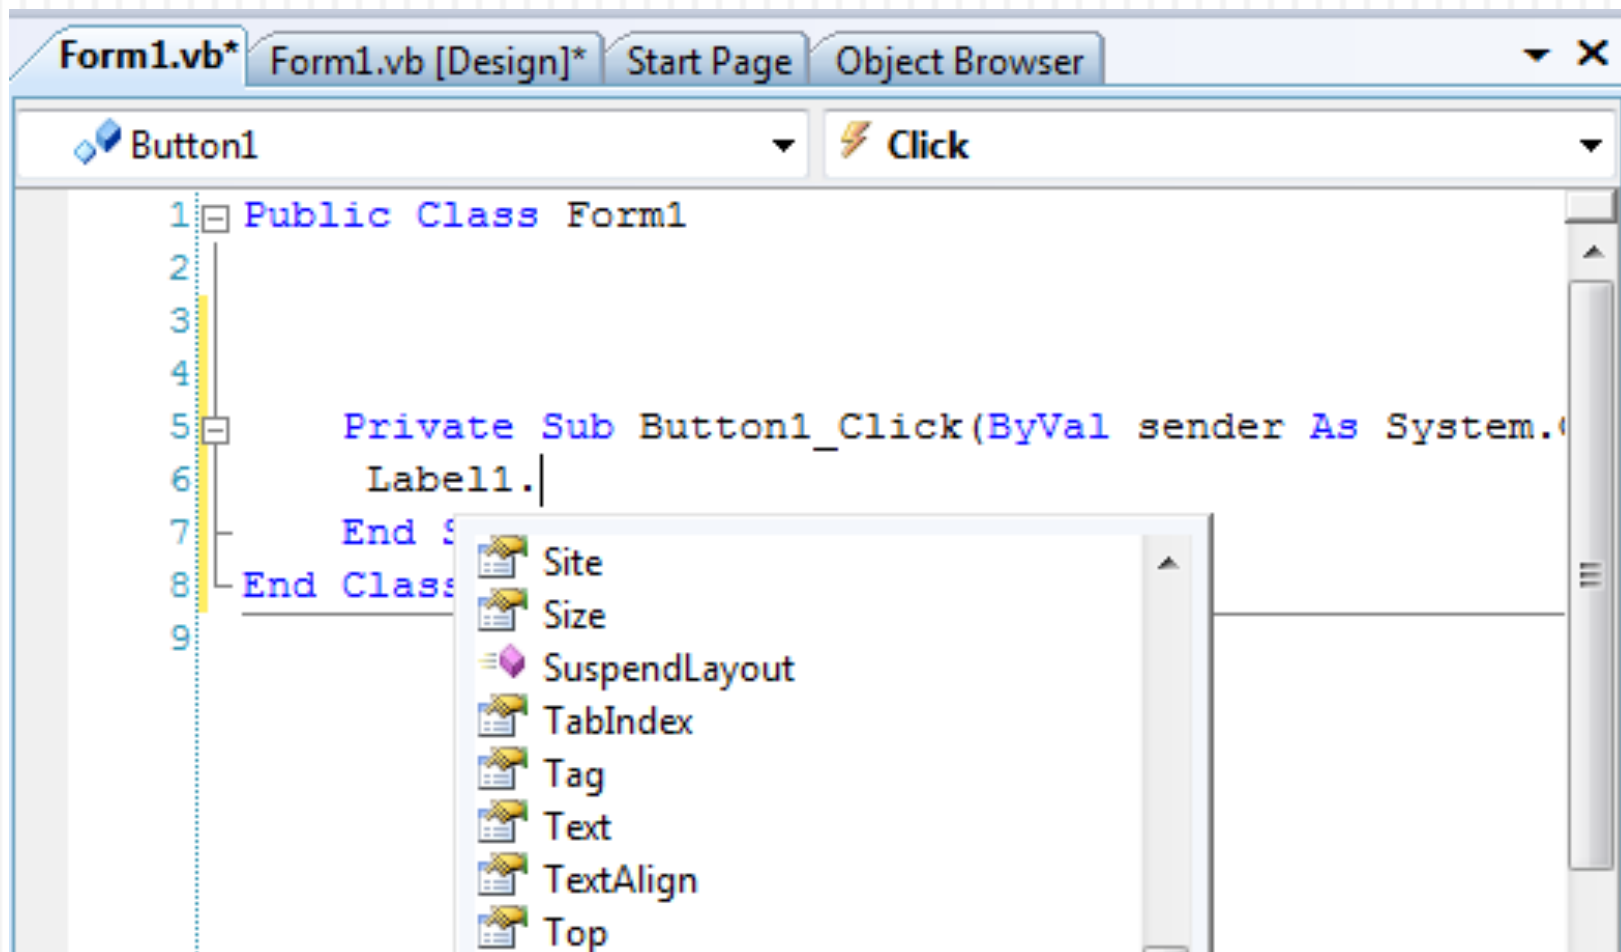 Form1.vb* Form1.vb [Design]* Start Page Object Browser
Button1 Click
1 Public Class Form1
2
3
4
5 Private Sub Button1_Click(ByVal sender As System.
6 Label1.
7 End S
8 End Class
9
Site
Size
SuspendLayout
TabIndex
Tag
Text
TextAlign
Top